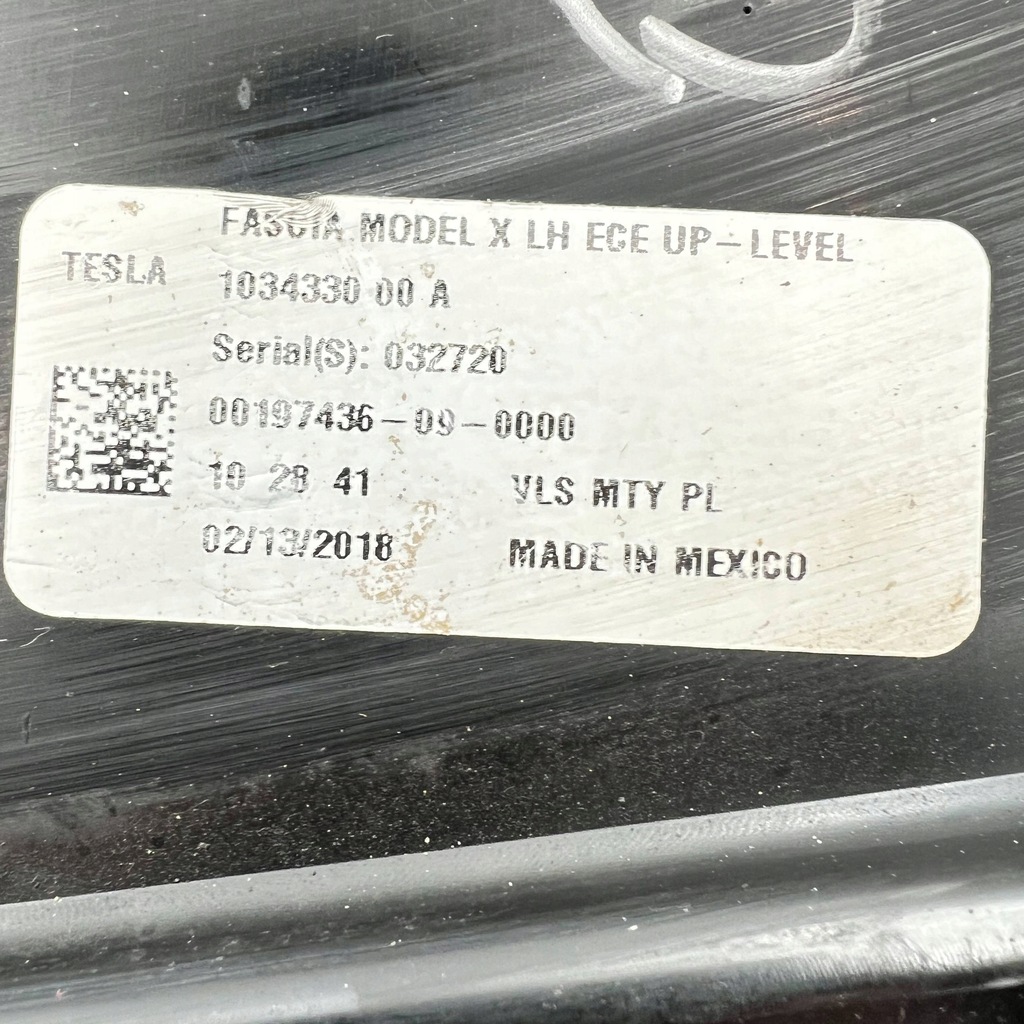 FASCIA MODEL X LH ECE UP-LEVEL
TESLA
1034330 00 A
Serial(S): 032720
00197436-09-0000
10 28 41
VLS MTY PL
02/13/2018
MADE IN MEXICO